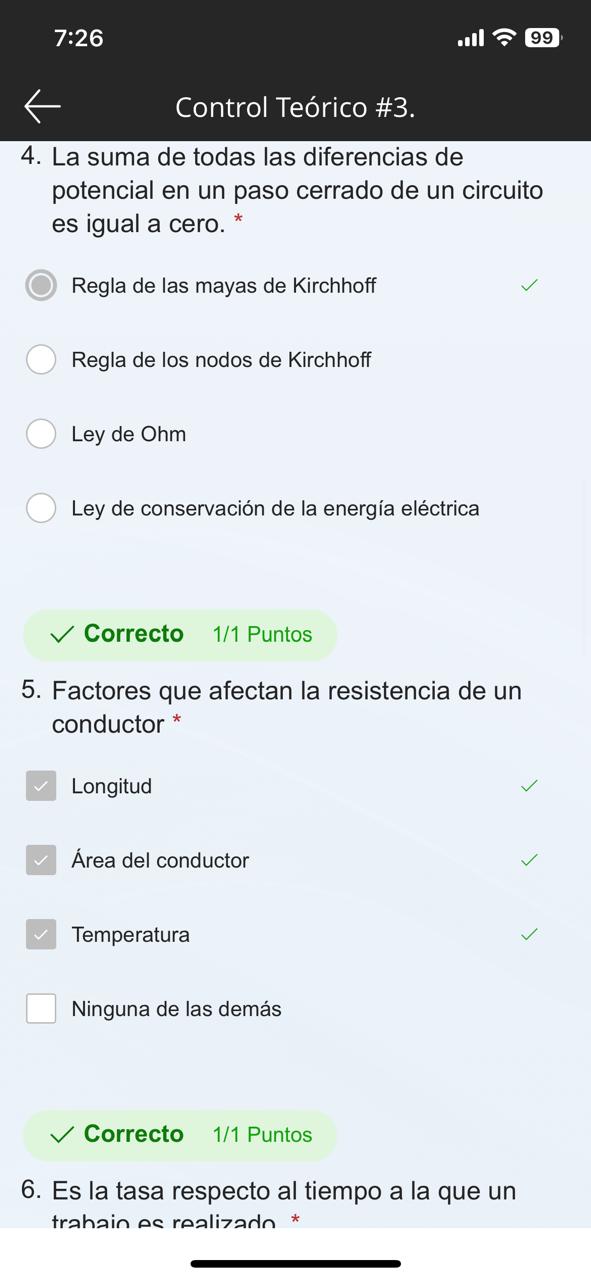 7:26
99
Control Teórico #3.
4. La suma de todas las diferencias de
potencial en un paso cerrado de un circuito
es igual a cero. *
Regla de las mayas de Kirchhoff
Regla de los nodos de Kirchhoff
Ley de Ohm
Ley de conservación de la energía eléctrica
Correcto 1/1 Puntos
5. Factores que afectan la resistencia de un
conductor *
Longitud
Área del conductor
Temperatura
Ninguna de las demás
Correcto 1/1 Puntos
6. Es la tasa respecto al tiempo a la que un
trabajo es realizado. *